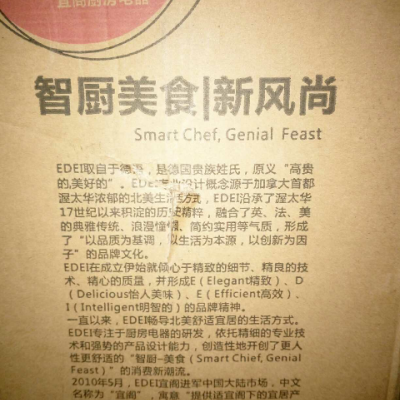 宜阁厨房电器
智厨美食|新风尚
Smart Chef, Genial Feast
EDEI取自于德语，是德国贵族姓氏，原义“高贵
的,美好的”。EDEI 设计概念源于加拿大首都
渥太华浓郁的北美生活方式，EDEI沿承了渥太华
17世纪以来积淀的历史精粹，融合了英、法、美
的典雅传统、浪漫憧憬、简约实用等气质，形成
了“以品质为基调，以生活为本源，以创新为因
子”的品牌文化。
EDEI在成立伊始就倾心于精致的细节、精良的技
术、精心的质量，并形成E（Elegant精致）、D
（Delicious怡人美味）、E（Efficient高效）、
I（Intelligent明智的）的品牌精神。
一直以来，EDEI畅导北美舒适宜居的生活方式。
EDEI专注于厨房电器的研发，依托精细的专业技
术和强势的产品设计能力，创造性地开创了更人
性更舒适的“智厨-美食（Smart Chef, Genial
Feast）”的消费新潮流。
2010年5月，EDEI宜阁进军中国大陆市场，中文
名称为“宜阁”，寓意“提供适宜阁下的宜居产